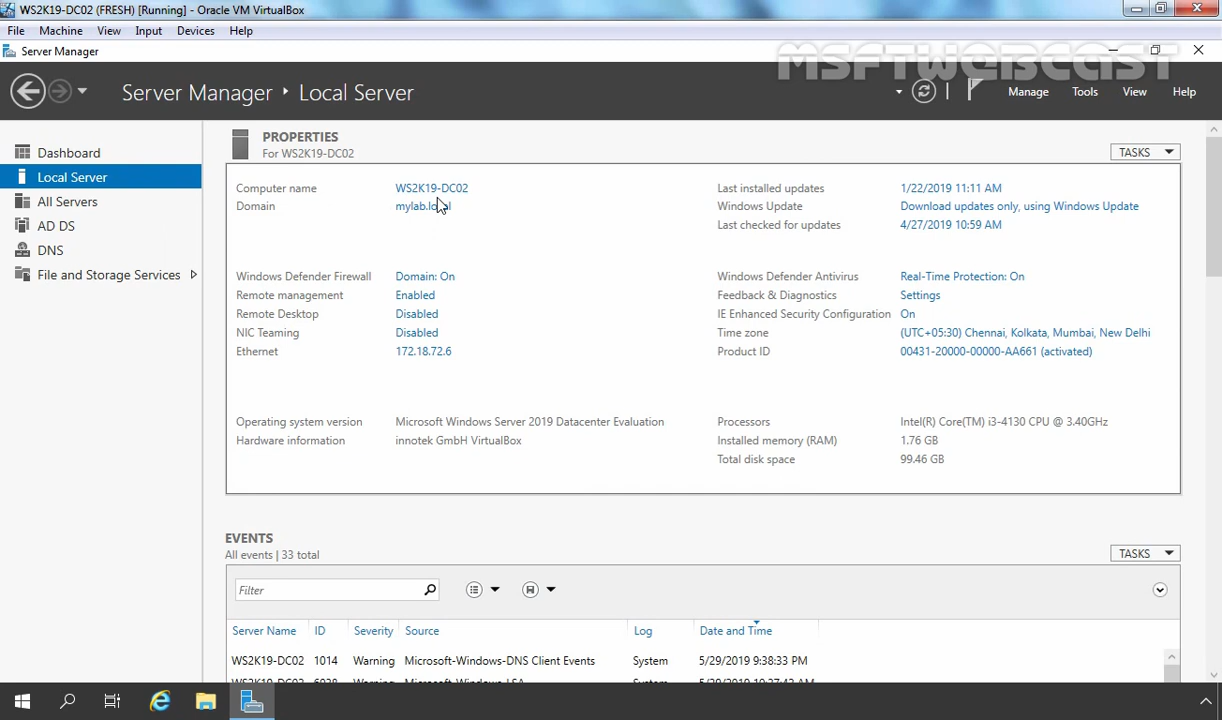 WS2K19-DC02 (FRESH) [Running] - Oracle VM VirtualBox
File Machine View Input Devices Help
Server Manager
MSFTWEBCAST
Server Manager ‣ Local Server
Manage Tools View Help
Dashboard
Local Server
All Servers
AD DS
DNS
File and Storage Services
PROPERTIES
For WS2K19-DC02
TASKS
Computer name WS2K19-DC02 Last installed updates 1/22/2019 11:11 AM
Domain mylab.local Windows Update Download updates only, using Windows Update
Last checked for updates 4/27/2019 10:59 AM
Windows Defender Firewall Domain: On Windows Defender Antivirus Real-Time Protection: On
Remote management Enabled Feedback & Diagnostics Settings
Remote Desktop Disabled IE Enhanced Security Configuration On
NIC Teaming Disabled Time zone (UTC+05:30) Chennai, Kolkata, Mumbai, New Delhi
Ethernet 172.18.72.6 Product ID 00431-20000-00000-AA661 (activated)
Operating system version Microsoft Windows Server 2019 Datacenter Evaluation Processors Intel(R) Core(TM) i3-4130 CPU @ 3.40GHz
Hardware information innotek GmbH VirtualBox Installed memory (RAM) 1.76 GB
Total disk space 99.46 GB
EVENTS
All events | 33 total
TASKS
Filter
Server Name ID Severity Source Log Date and Time
WS2K19-DC02 1014 Warning Microsoft-Windows-DNS Client Events System 5/29/2019 9:38:33 PM